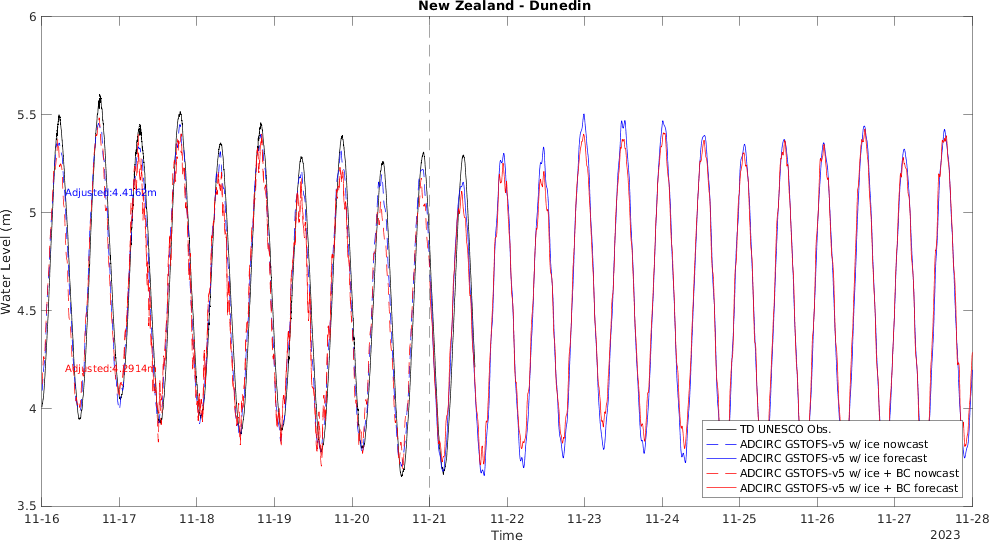 New Zealand - Dunedin
6
5.5
5
4.5
4
3.5
Water Level (m)
Adjusted:4.4162m
Adjusted:4.2914m
TD UNESCO Obs.
ADCIRC GSTOFS-v5 w/ ice nowcast
ADCIRC GSTOFS-v5 w/ ice forecast
ADCIRC GSTOFS-v5 w/ ice + BC nowcast
ADCIRC GSTOFS-v5 w/ ice + BC forecast
11-16 11-17 11-18 11-19 11-20 11-21 11-22 11-23 11-24 11-25 11-26 11-27 11-28
Time
2023